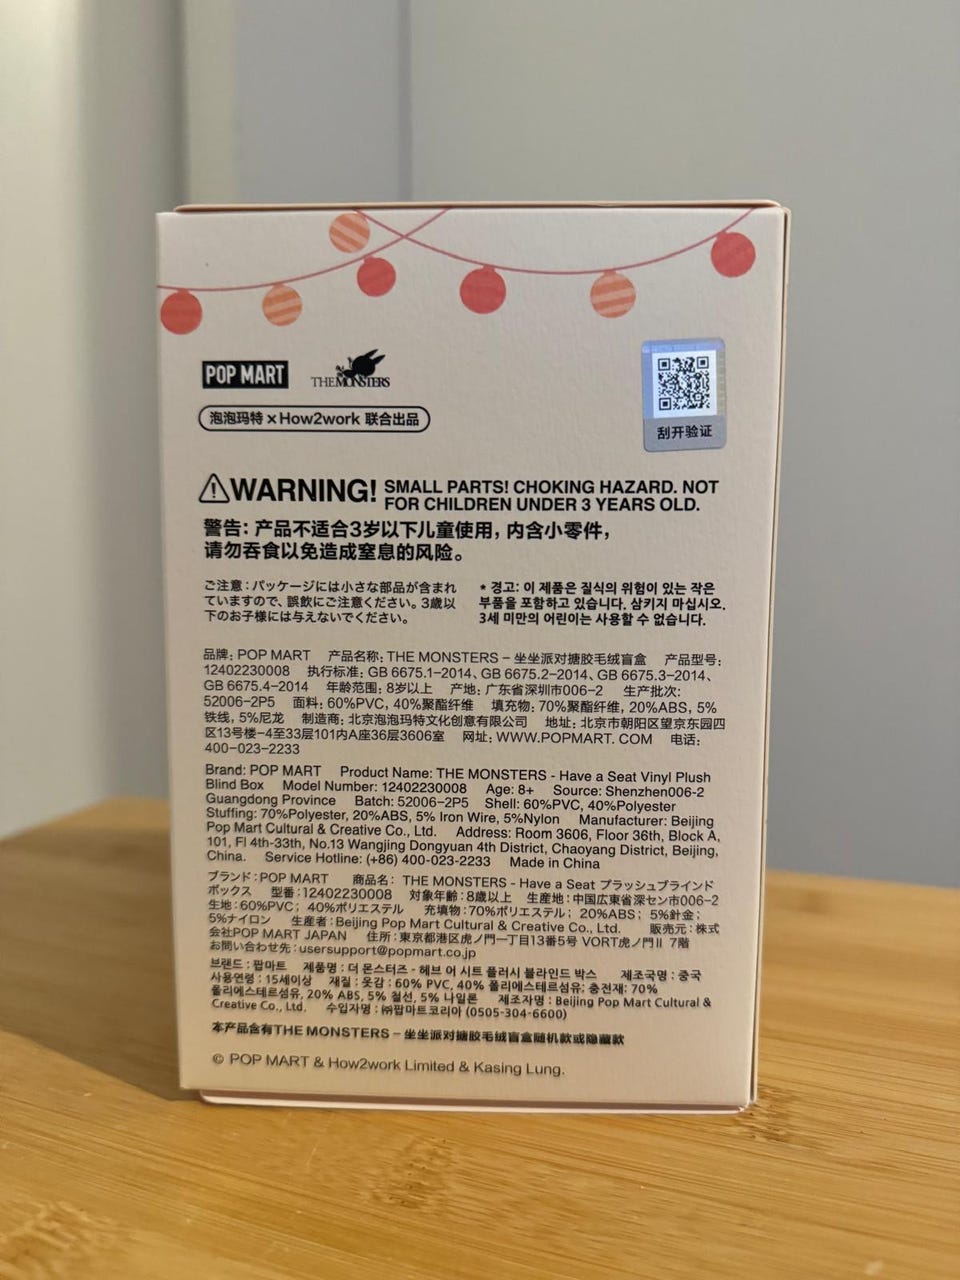 POP MART
THE MONSTERS
泡泡玛特 × How2work 联合出品
刮开验证
WARNING! SMALL PARTS! CHOKING HAZARD. NOT
FOR CHILDREN UNDER 3 YEARS OLD.
警告: 产品不适合3岁以下儿童使用，内含小零件，
请勿吞食以免造成窒息的风险。
ご注意：パッケージには小さな部品が含まれ
ていますので、誤飲にご注意ください。3歳以
下のお子様には与えないでください。
* 경고: 이 제품은 질식의 위험이 있는 작은
부품을 포함하고 있습니다. 삼키지 마십시오.
3세 미만의 어린이는 사용할 수 없습니다.
品牌: POP MART 产品名称: THE MONSTERS – 坐坐派对搪胶毛绒盲盒 产品型号:
12402230008 执行标准: GB 6675.1–2014、GB 6675.2–2014、GB 6675.3–2014、
GB 6675.4–2014 年龄范围: 8岁以上 产地: 广东省深圳市006–2 生产批次:
52006–2P5 面料: 60%PVC, 40%聚酯纤维 填充物: 70%聚酯纤维, 20%ABS, 5%
铁线, 5%尼龙 制造商: 北京泡泡玛特文化创意有限公司 地址: 北京市朝阳区望京东园四
区13号楼–4至33层101内A座36层3606室 网址: WWW.POPMART. COM 电话:
400–023–2233
Brand: POP MART Product Name: THE MONSTERS - Have a Seat Vinyl Plush
Blind Box Model Number: 12402230008 Age: 8+ Source: Shenzhen006-2
Guangdong Province Batch: 52006-2P5 Shell: 60%PVC, 40%Polyester
Stuffing: 70%Polyester, 20%ABS, 5% Iron Wire, 5%Nylon Manufacturer: Beijing
Pop Mart Cultural & Creative Co., Ltd. Address: Room 3606, Floor 36th, Block A,
101, Fl 4th-33th, No.13 Wangjing Dongyuan 4th District, Chaoyang District, Beijing,
China. Service Hotline: (+86) 400-023-2233 Made in China
ブランド：POP MART 商品名： THE MONSTERS - Have a Seat プラッシュブラインド
ボックス 型番：12402230008 対象年齢：8歳以上 生産地：中国広東省深セン市006-2
生地：60%PVC； 40%ポリエステル 充填物：70%ポリエステル； 20%ABS； 5%針金；
5%ナイロン 生産者：Beijing Pop Mart Cultural & Creative Co., Ltd. 販売元：株式
会社POP MART JAPAN 住所：東京都港区虎ノ門一丁目13番5号 VORT虎ノ門II 7階
お問い合わせ先：usersupport@popmart.co.jp
브랜드 : 팝마트 제품명 : 더 몬스터즈 - 헤브 어 시트 플러시 블라인드 박스 제조국명 : 중국
사용연령 : 15세이상 재질 : 옷감 : 60% PVC, 40% 폴리에스테르섬유; 충전재: 70%
폴리에스테르섬유, 20% ABS, 5% 철선, 5% 나일론 제조자명 : Beijing Pop Mart Cultural &
Creative Co., Ltd. 수입자명 : ㈜팝마트코리아 (0505-304-6600)
本产品含有THE MONSTERS – 坐坐派对搪胶毛绒盲盒随机款或隐藏款
© POP MART & How2work Limited & Kasing Lung.